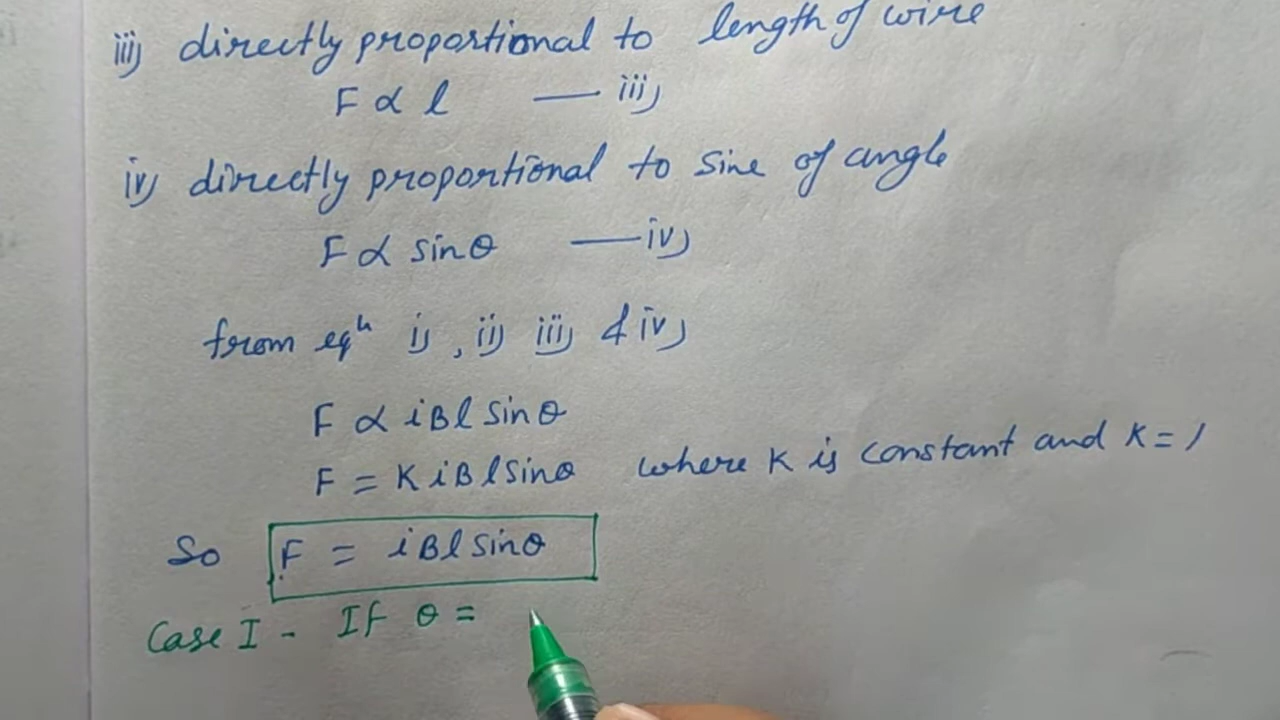 iii) directly proportional to length of wire
F ∝ l — iii)
iv) directly proportional to sine of angle
F ∝ sinθ — iv)
from eqⁿ i), ii) iii) & iv)
F ∝ iBl sinθ
F = K iBl sinθ where K is constant and K = 1
So F = iBl sinθ
Case I - If θ =